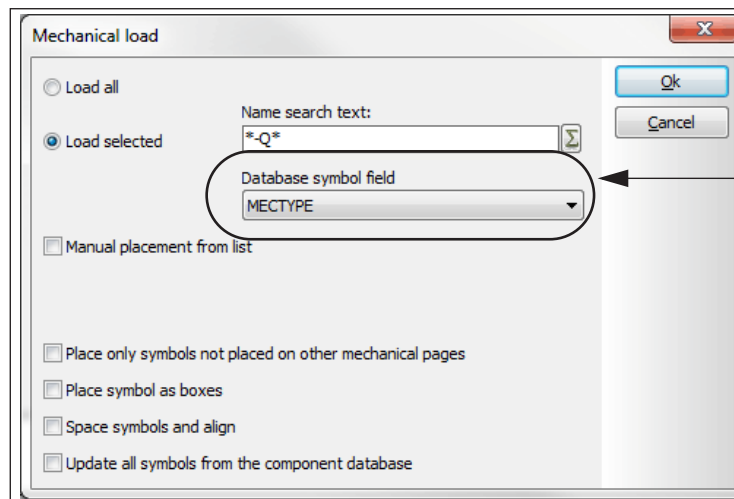 Mechanical load
Load all
Name search text:
Load selected
*-Q*
Σ
Database symbol field
MECTYPE
Manual placement from list
Place only symbols not placed on other mechanical pages
Place symbol as boxes
Space symbols and align
Update all symbols from the component database
Ok
Cancel